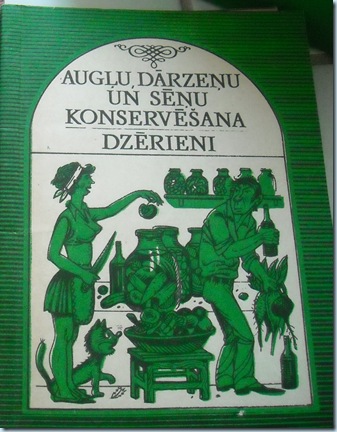 AUGĻU, DĀRZEŅU
UN SĒŅU
KONSERVĒŠANA
DZĒRIENI